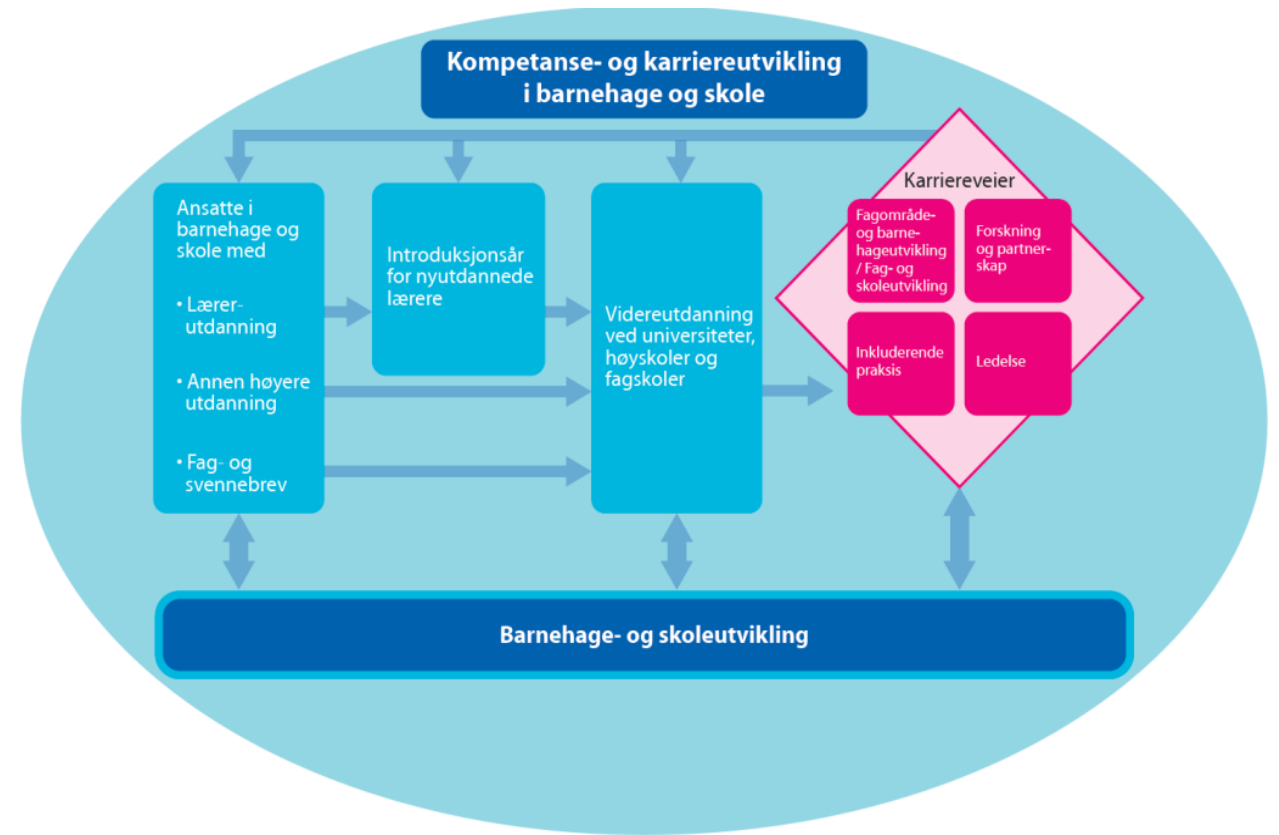 Kompetanse- og karriereutvikling
i barnehage og skole
Ansatte i
barnehage og
skole med
• Lærer-
utdanning
• Annen høyere
utdanning
• Fag- og
svennebrev
Introduksjonsår
for nyutdannede
lærere
Videreutdanning
ved universiteter,
høyskoler og
fagskoler
Karriereveier
Fagområde-
og barne-
hageutvikling
/ Fag- og
skoleutvikling
Forskning
og partner-
skap
Inkluderende
praksis
Ledelse
Barnehage- og skoleutvikling